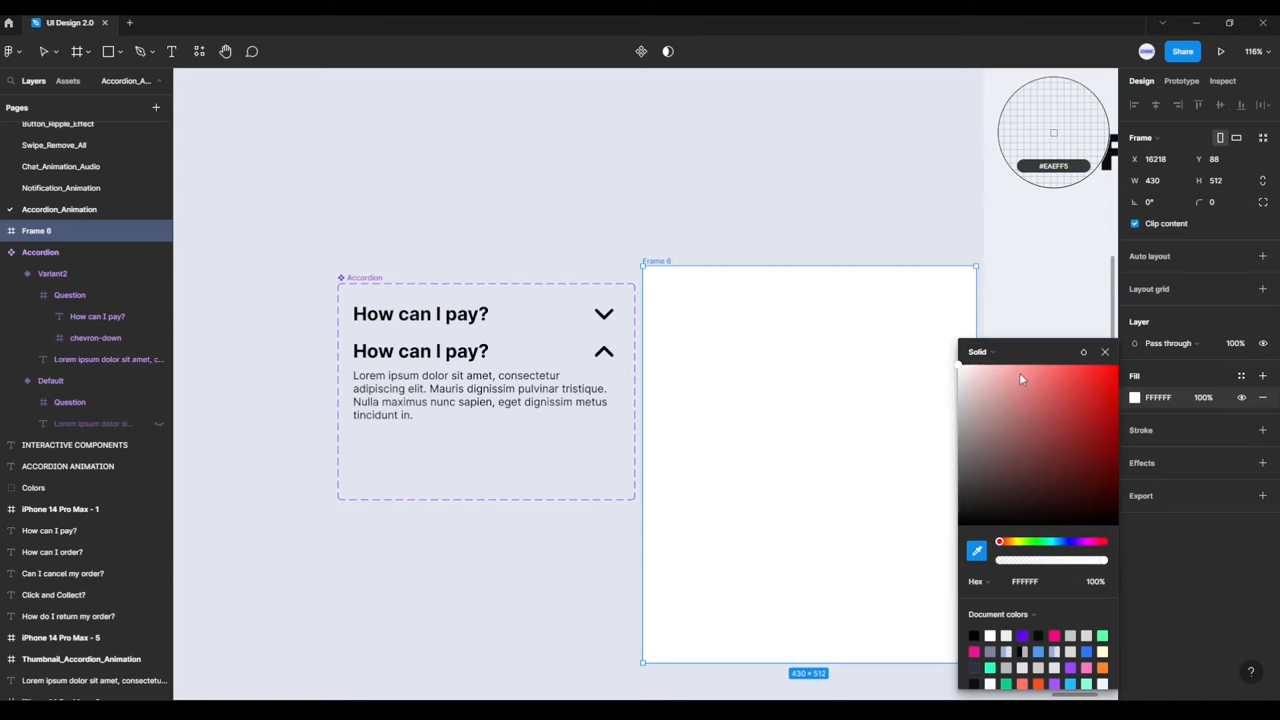 UI Design 2.0
Share
116%
Layers
Assets
Accordion_A...
Pages
Button_Ripple_Effect
Swipe_Remove_All
Chat_Animation_Audio
Notification_Animation
Accordion_Animation
Frame 6
Accordion
Variant2
Question
How can I pay?
chevron-down
Lorem ipsum dolor sit amet, c...
Default
Question
Lorem ipsum dolor si...
INTERACTIVE COMPONENTS
ACCORDION ANIMATION
Colors
iPhone 14 Pro Max - 1
How can I pay?
How can I order?
Can I cancel my order?
Click and Collect?
How do I return my order?
iPhone 14 Pro Max - 5
Thumbnail_Accordion_Animation
Lorem ipsum dolor sit amet, consectetu...
Accordion
How can I pay?
How can I pay?
Lorem ipsum dolor sit amet, consectetur
adipiscing elit. Mauris dignissim pulvinar tristique.
Nulla maximus nunc sapien, eget dignissim metus
tincidunt in.
Frame 6
430 × 512
#EAEFF5
Solid
Hex
FFFFFF
100%
Document colors
Design
Prototype
Inspect
Frame
X 16218 Y 88
W 430 H 512
0° 0
Clip content
Auto layout
Layout grid
Layer
Pass through 100%
Fill
FFFFFF 100%
Stroke
Effects
Export
?